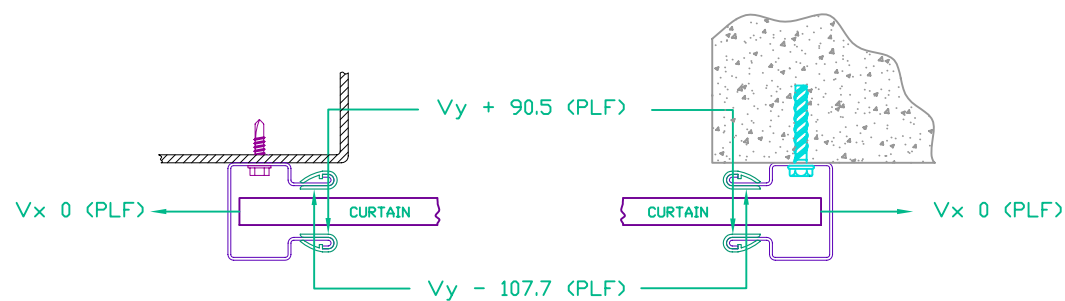 Vy + 90.5 (PLF)
Vx 0 (PLF)
CURTAIN
CURTAIN
Vx 0 (PLF)
Vy - 107.7 (PLF)